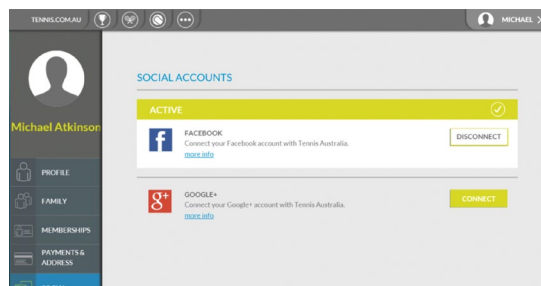 TENNIS.COM.AU
MICHAEL
SOCIAL ACCOUNTS
ACTIVE
Michael Atkinson
FACEBOOK
Connect your Facebook account with Tennis Australia.
more info
DISCONNECT
PROFILE
GOOGLE+
Connect your Google+ account with Tennis Australia.
more info
CONNECT
FAMILY
MEMBERSHIPS
PAYMENTS &
ADDRESS